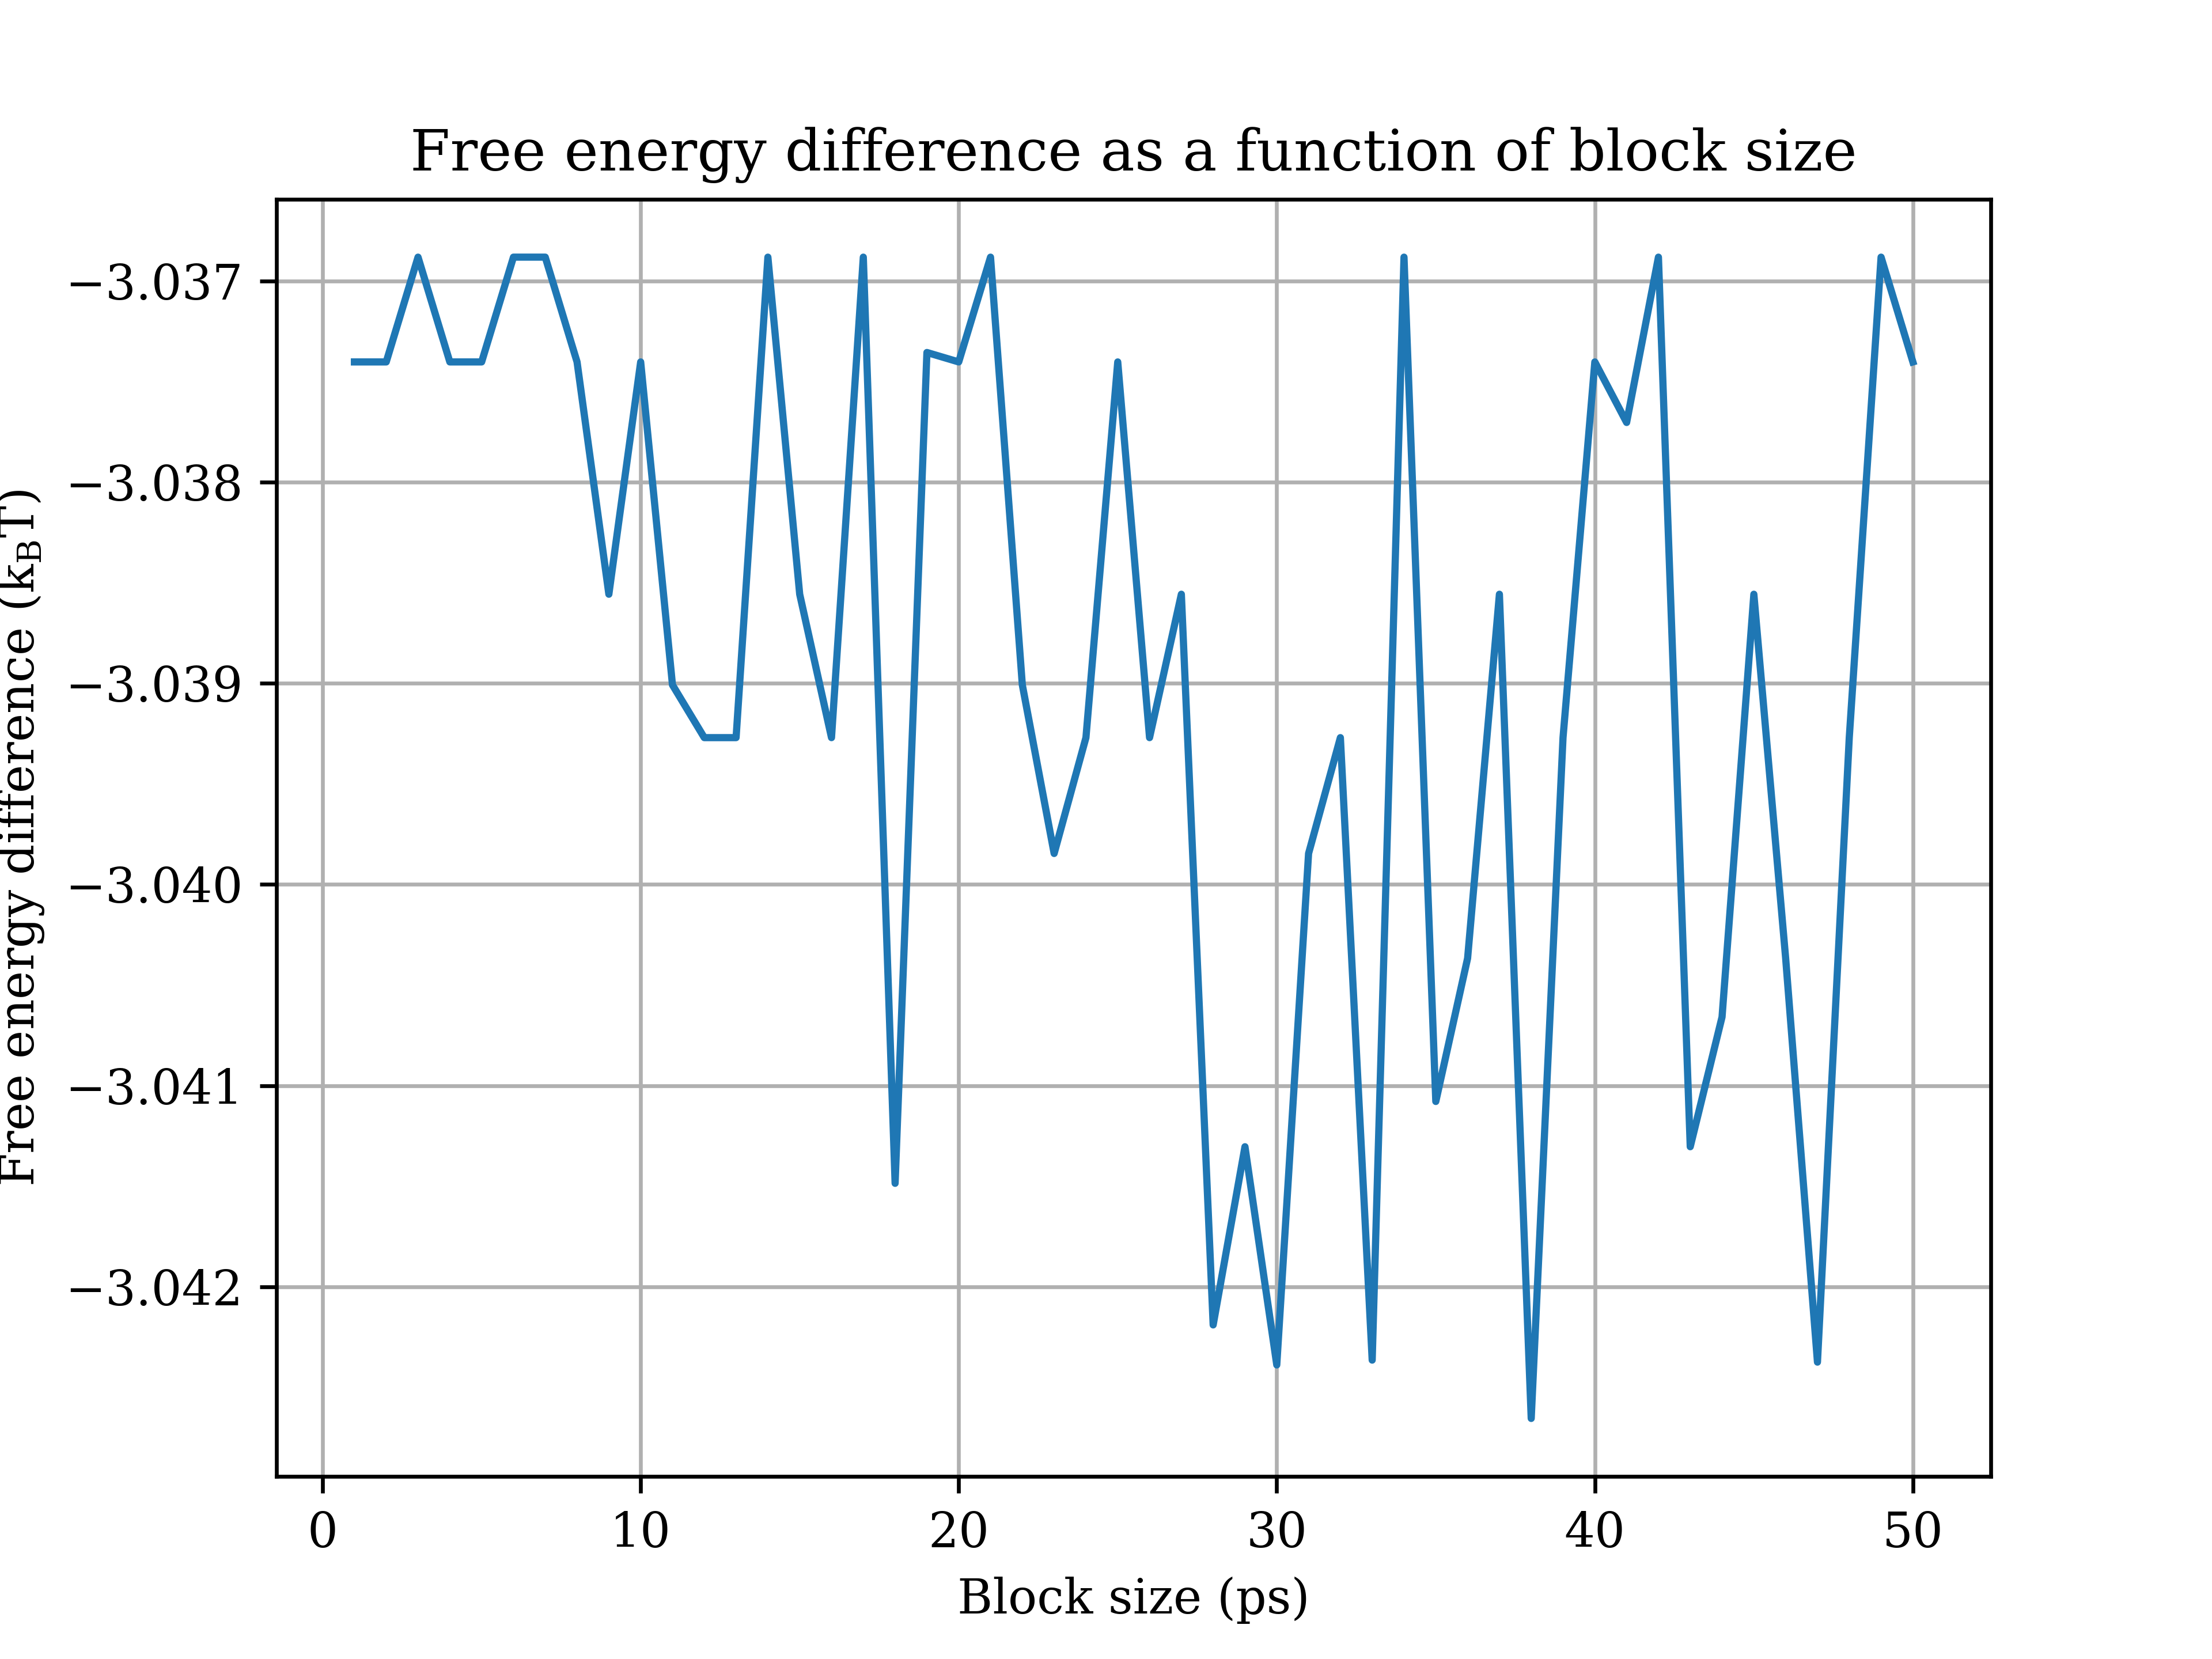 Free energy difference as a function of block size
Free energy difference (k_BT)
−3.037
−3.038
−3.039
−3.040
−3.041
−3.042
0 10 20 30 40 50
Block size (ps)